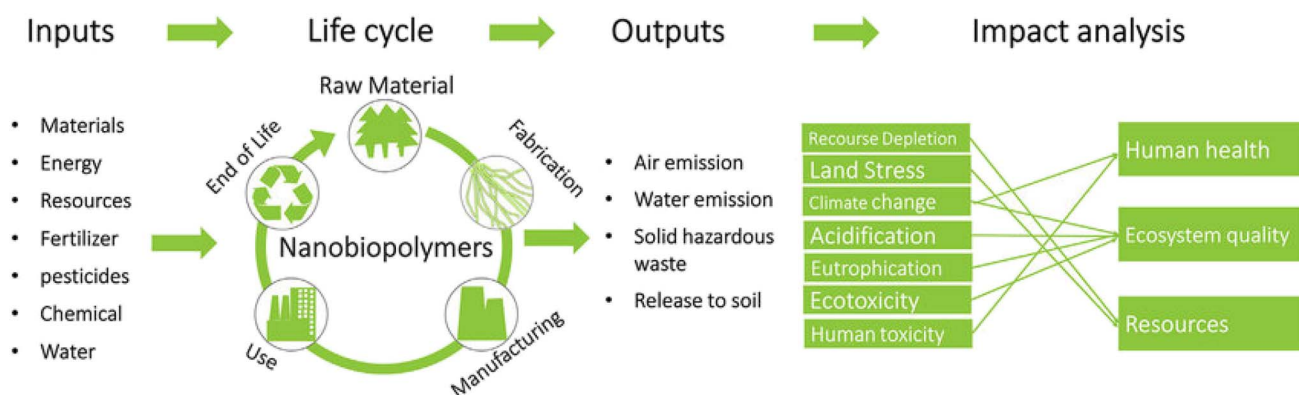 Inputs
Life cycle
Outputs
Impact analysis
• Materials
• Energy
• Resources
• Fertilizer
• pesticides
• Chemical
• Water
Raw Material
Fabrication
Manufacturing
Use
End of Life
Nanobiopolymers
• Air emission
• Water emission
• Solid hazardous
waste
• Release to soil
Recourse Depletion
Land Stress
Climate change
Acidification
Eutrophication
Ecotoxicity
Human toxicity
Human health
Ecosystem quality
Resources